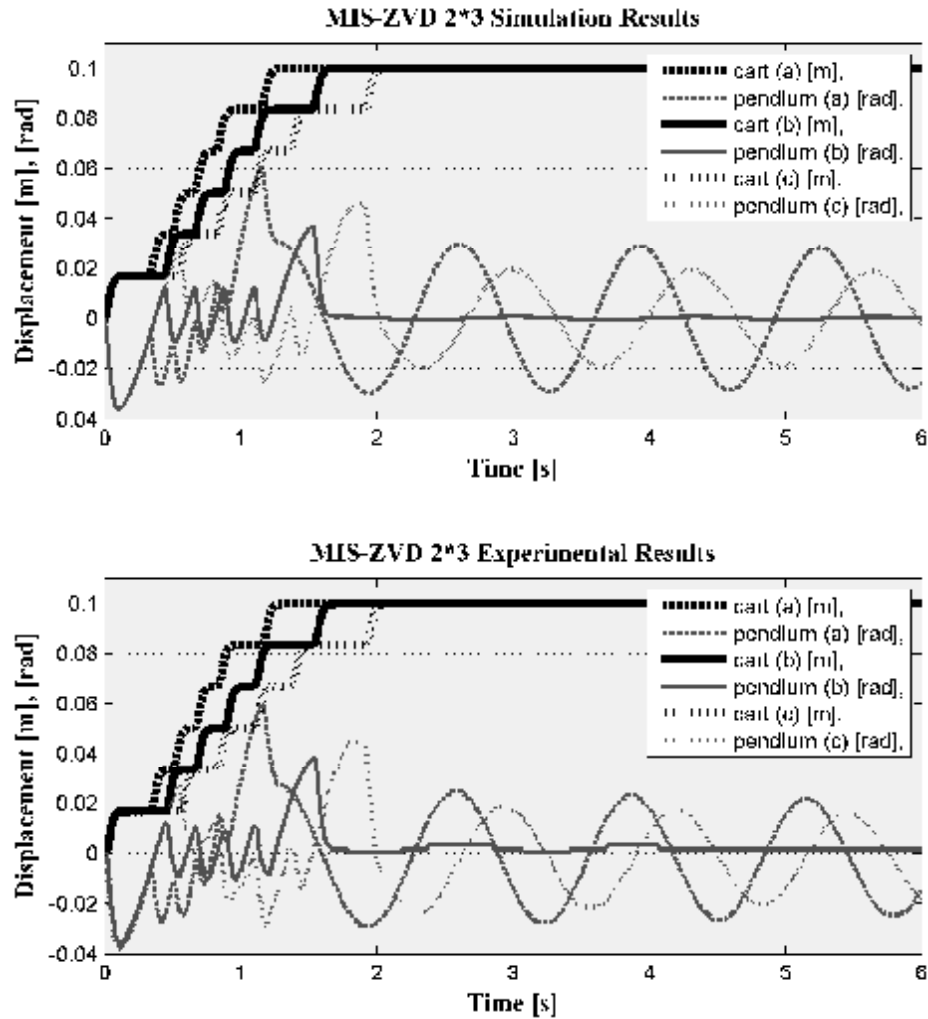 MIS-ZVD 2*3 Simulation Results
Displacement [m], [rad]
0.1
0.08
0.06
0.04
0.02
0
-0.02
0.04
cart (a) [m],
pendlum (a) [rad].
cart (b) [m],
pendlum (b) [rad].
cart (c) [m].
pendlum (c) [rad],
0 1 2 3 4 5 6
Time [s]
MIS-ZVD 2*3 Experimental Results
Displacement [m], [rad]
0.1
0.08
0.06
0.04
0.02
0
-0.02
-0.04
cart (a) [m],
pendlum (a) [rad],
cart (b) [m],
pendlum (b) [rad],
cart (c) [m].
pendlum (c) [rad],
0 1 2 3 4 5 6
Time [s]